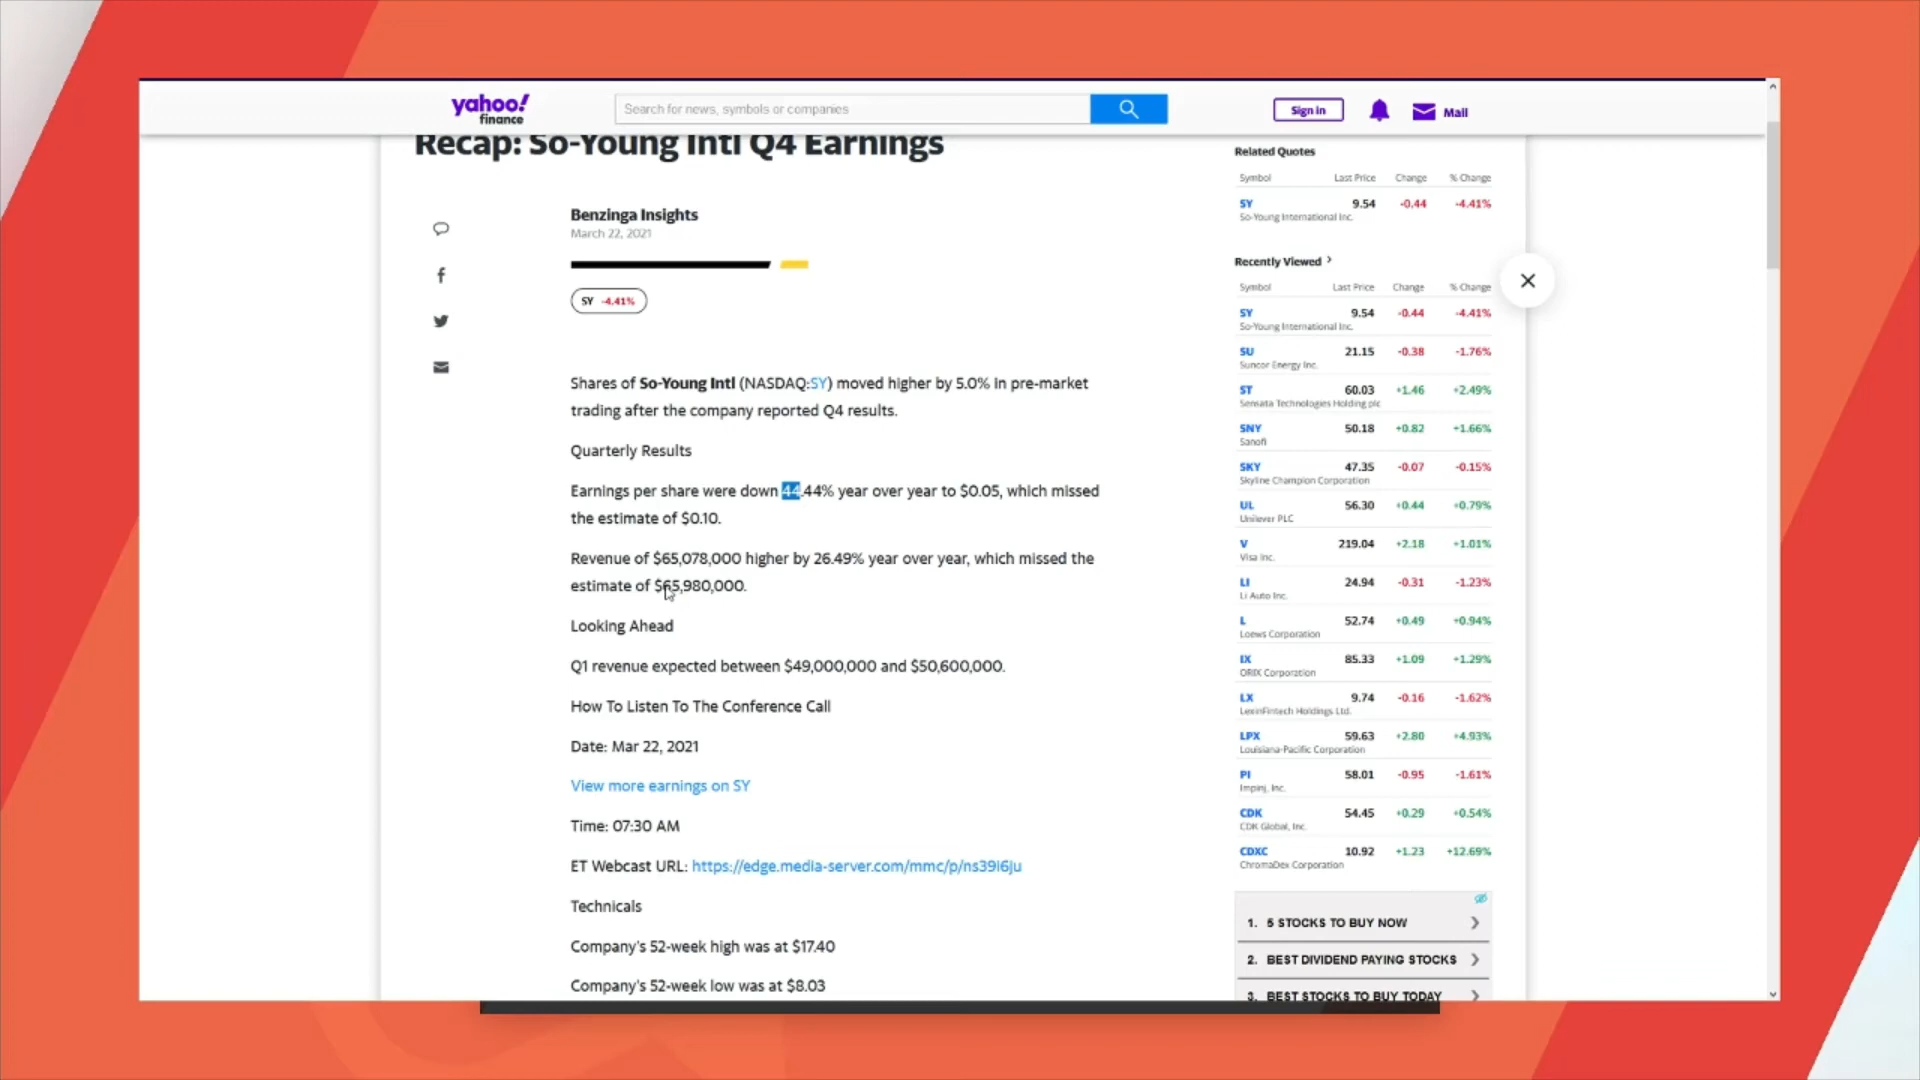 yahoo!
finance
Search for news, symbols or companies
Sign in
Mail
Recap: So-Young Intl Q4 Earnings
Benzinga Insights
March 22, 2021
SY -4.41%
Shares of So-Young Intl (NASDAQ:SY) moved higher by 5.0% in pre-market
trading after the company reported Q4 results.
Quarterly Results
Earnings per share were down 44.44% year over year to $0.05, which missed
the estimate of $0.10.
Revenue of $65,078,000 higher by 26.49% year over year, which missed the
estimate of $65,980,000.
Looking Ahead
Q1 revenue expected between $49,000,000 and $50,600,000.
How To Listen To The Conference Call
Date: Mar 22, 2021
View more earnings on SY
Time: 07:30 AM
ET Webcast URL: https://edge.media-server.com/mmc/p/ns39i6ju
Technicals
Company's 52-week high was at $17.40
Company's 52-week low was at $8.03
Related Quotes
Symbol Last Price Change % Change
SY 9.54 -0.44 -4.41%
So-Young International Inc.
Recently Viewed
Symbol Last Price Change % Change
SY 9.54 -0.44 -4.41%
So-Young International Inc.
SU 21.15 -0.38 -1.76%
Suncor Energy Inc.
ST 60.03 +1.46 +2.49%
Sensata Technologies Holding plc
SNY 50.18 +0.82 +1.66%
Sanofi
SKY 47.35 -0.07 -0.15%
Skyline Champion Corporation
UL 56.30 +0.44 +0.79%
Unilever PLC
V 219.04 +2.18 +1.01%
Visa Inc.
LI 24.94 -0.31 -1.23%
Li Auto Inc.
L 52.74 +0.49 +0.94%
Loews Corporation
IX 85.33 +1.09 +1.29%
ORIX Corporation
LX 9.74 -0.16 -1.62%
LexinFintech Holdings Ltd.
LPX 59.63 +2.80 +4.93%
Louisiana-Pacific Corporation
PI 58.01 -0.95 -1.61%
Impinj, Inc.
CDK 54.45 +0.29 +0.54%
CDK Global, Inc.
CDXC 10.92 +1.23 +12.69%
ChromaDex Corporation
1. 5 STOCKS TO BUY NOW
2. BEST DIVIDEND PAYING STOCKS
3. BEST STOCKS TO BUY TODAY